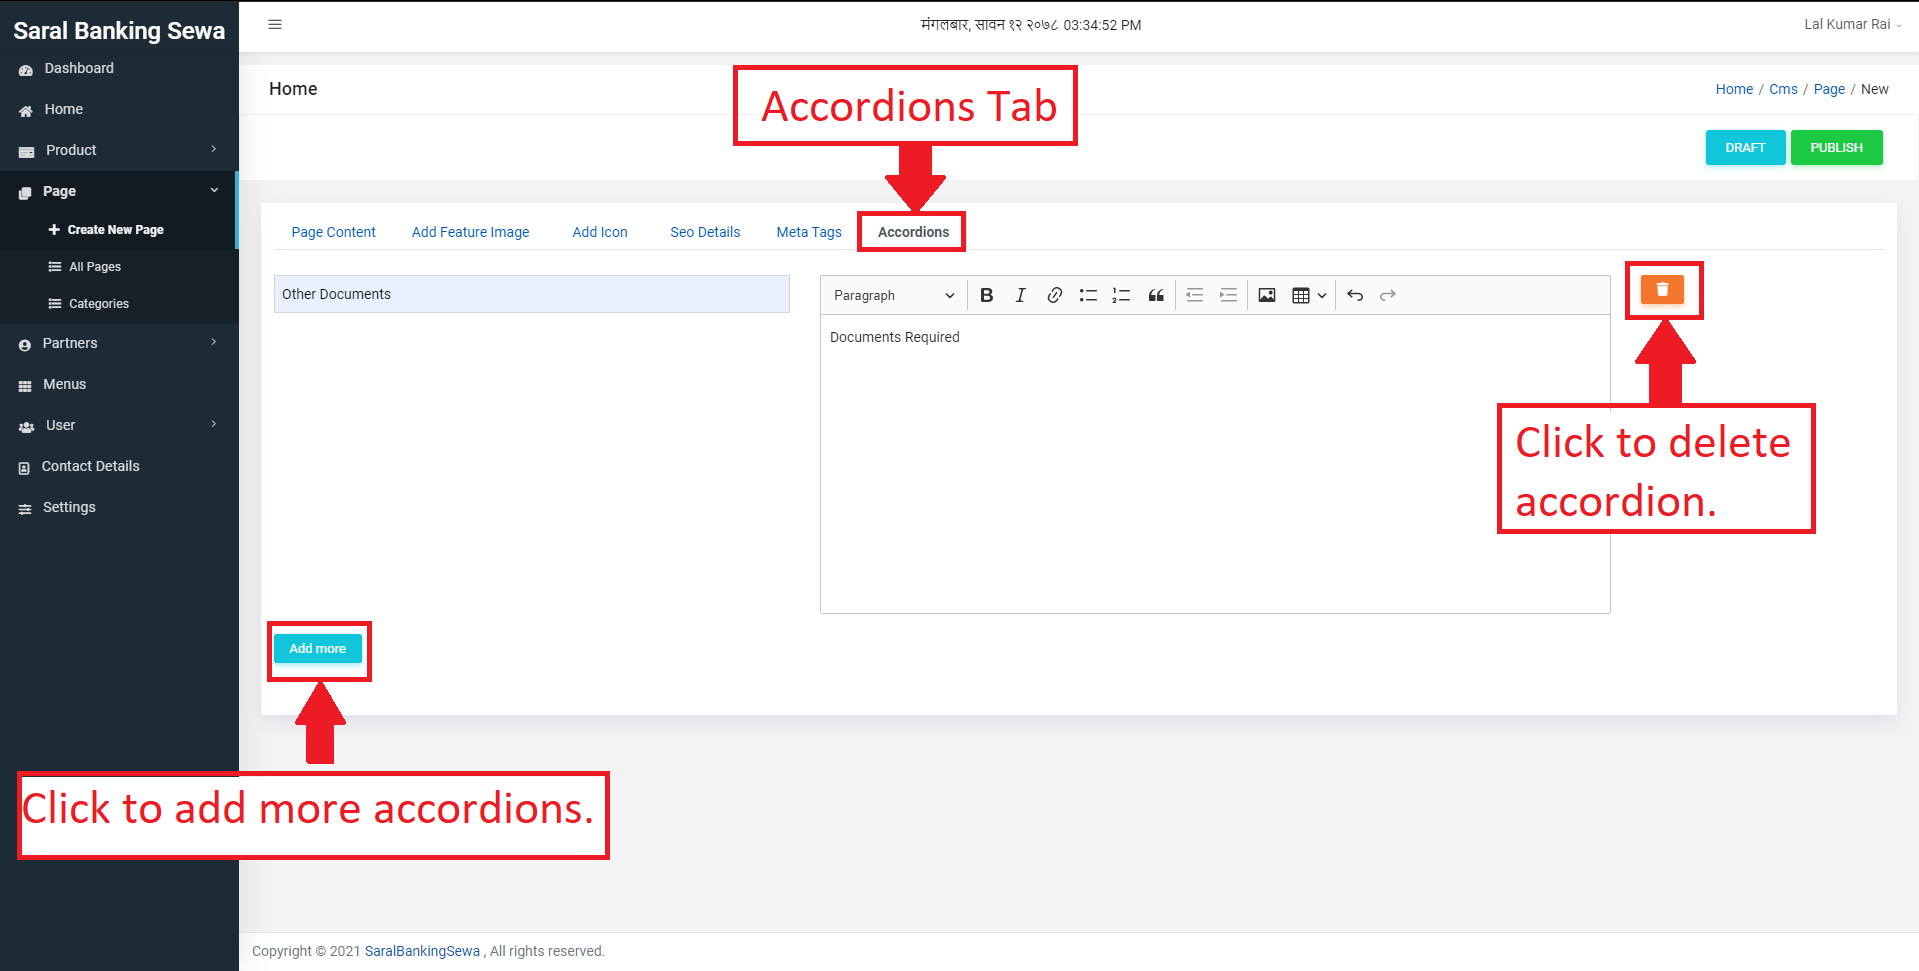 Saral Banking Sewa
मंगलबार, सावन १२ २०७८ 03:34:52 PM
Lal Kumar Rai
Dashboard
Home
Product
Page
Create New Page
All Pages
Categories
Partners
Menus
User
Contact Details
Settings
Home
Home / Cms / Page / New
Accordions Tab
DRAFT
PUBLISH
Page Content
Add Feature Image
Add Icon
Seo Details
Meta Tags
Accordions
Other Documents
Paragraph
Documents Required
Click to delete
accordion.
Add more
Click to add more accordions.
Copyright © 2021 SaralBankingSewa , All rights reserved.